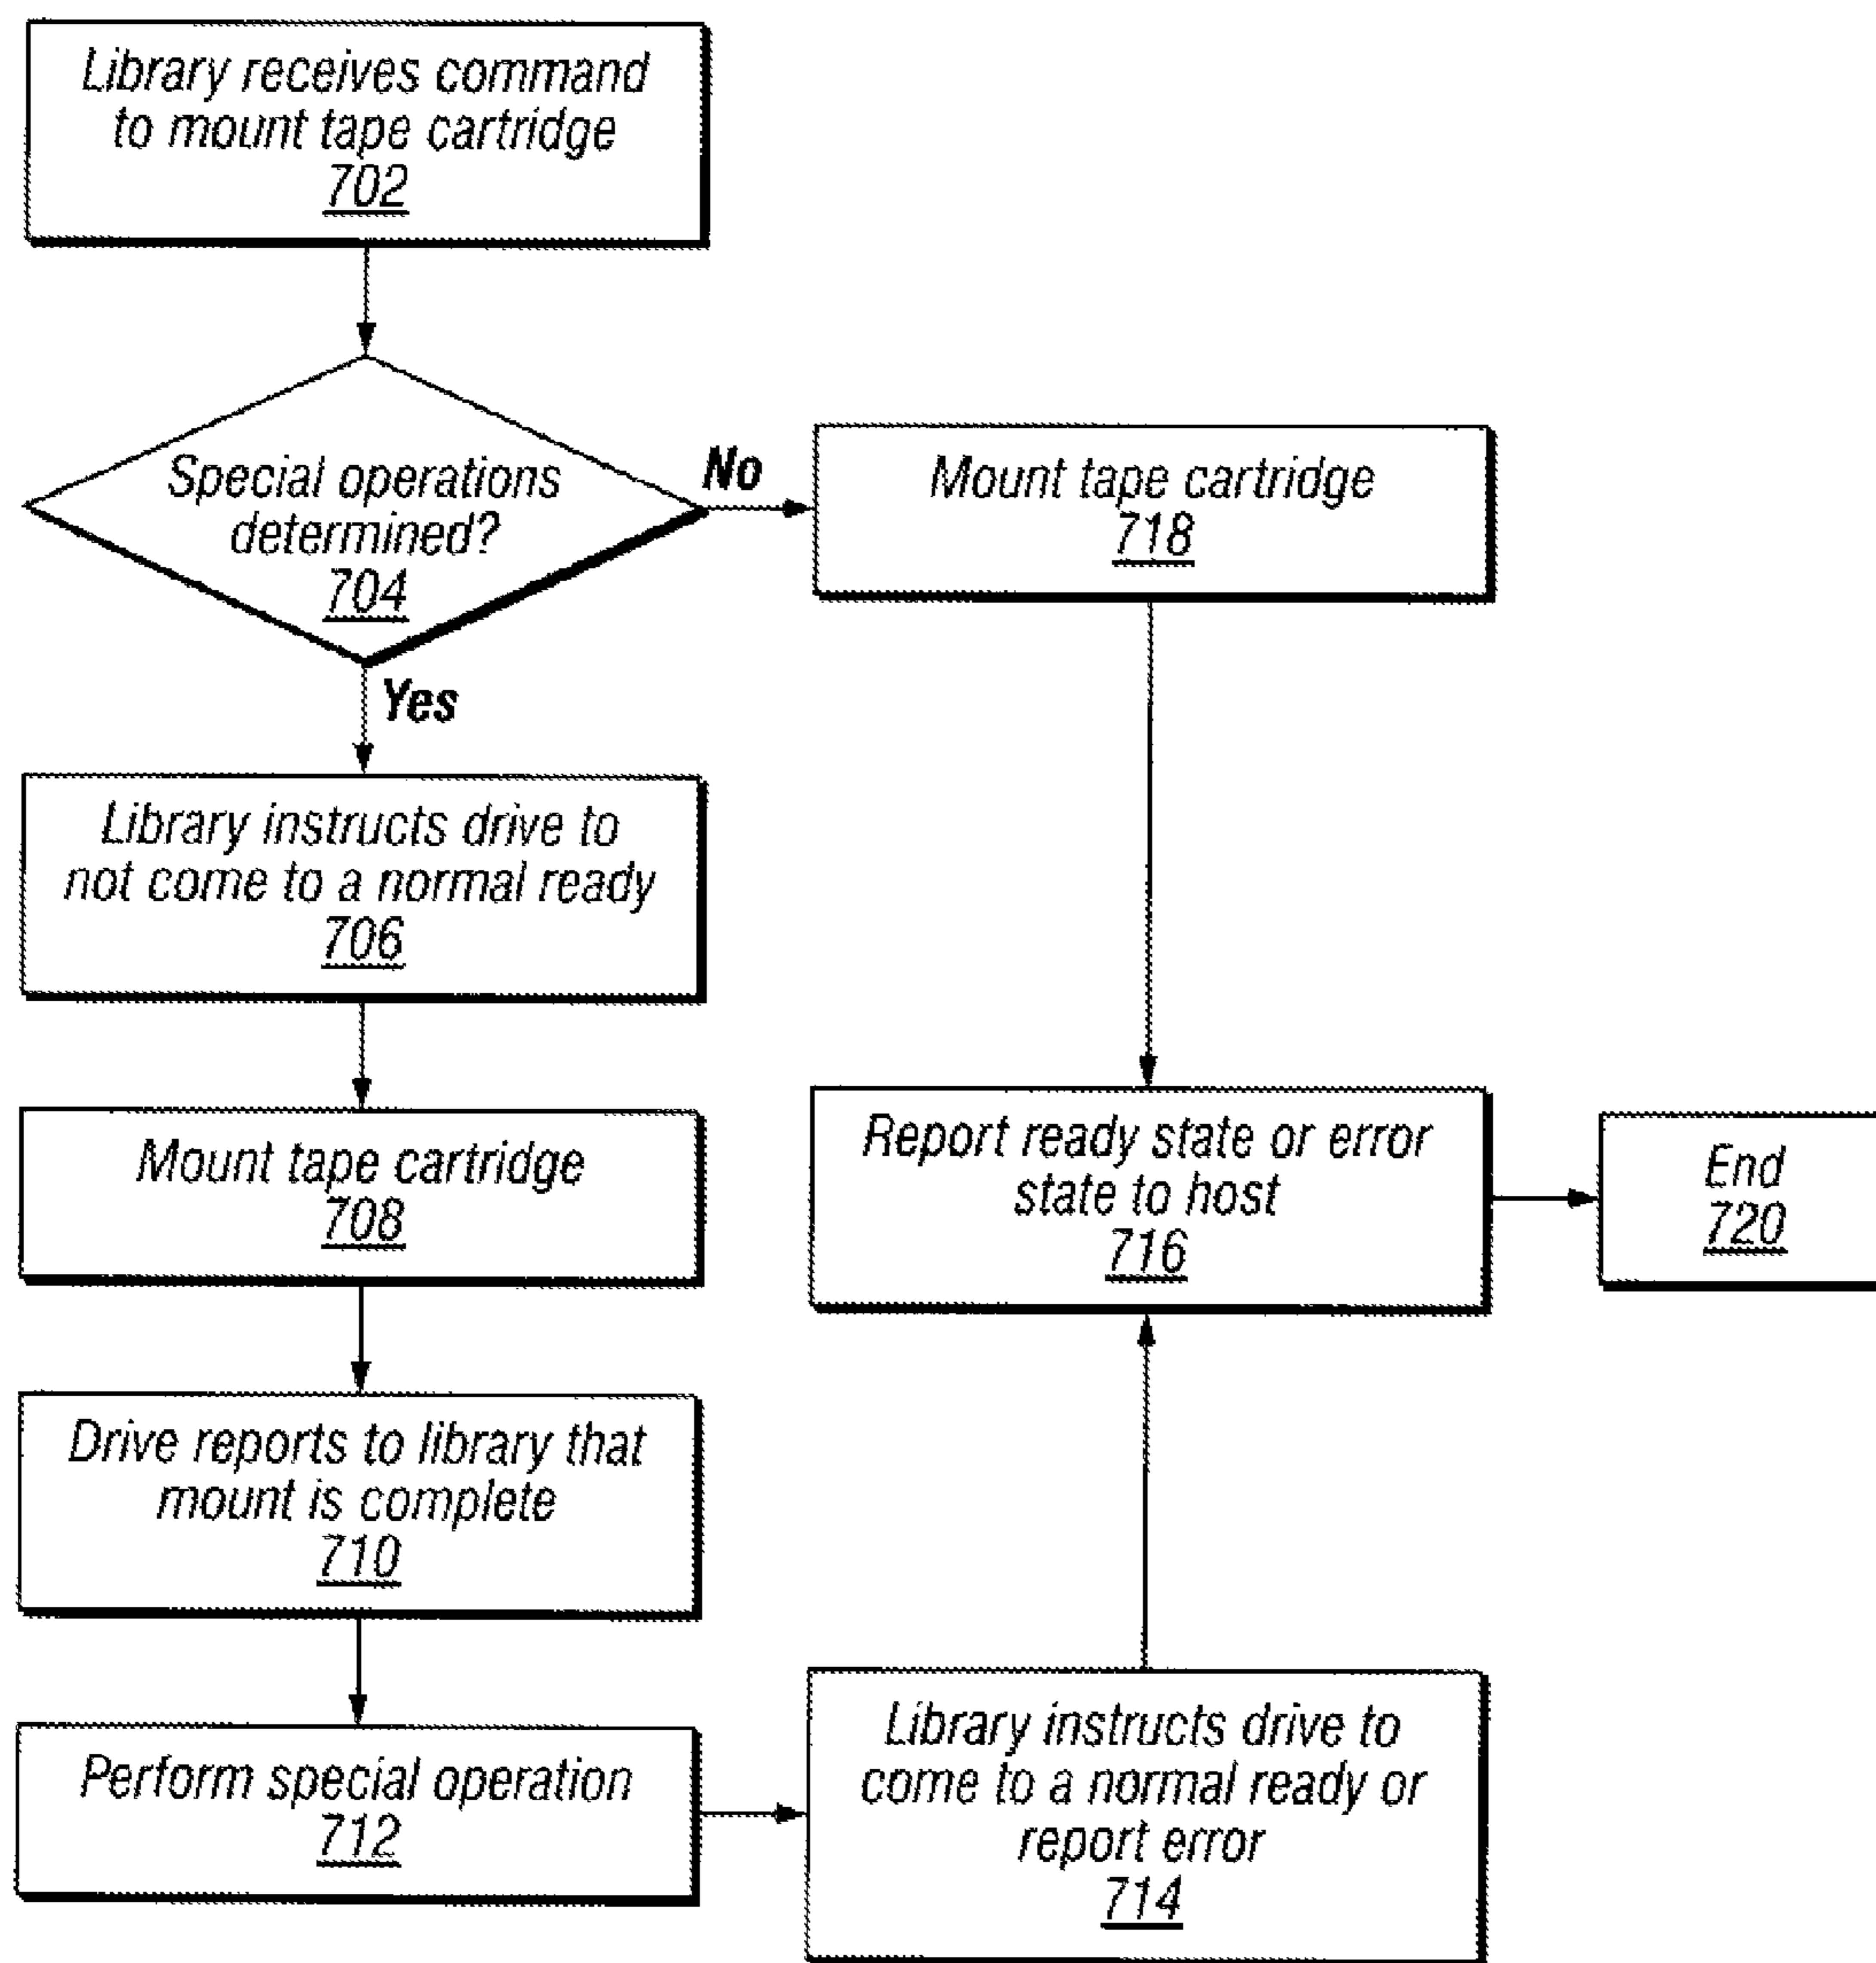 Library receives command
to mount tape cartridge
702
Special operations
determined?
704
No
Mount tape cartridge
718
Yes
Library instructs drive to
not come to a normal ready
706
Mount tape cartridge
708
Report ready state or error
state to host
716
End
720
Drive reports to library that
mount is complete
710
Perform special operation
712
Library instructs drive to
come to a normal ready or
report error
714